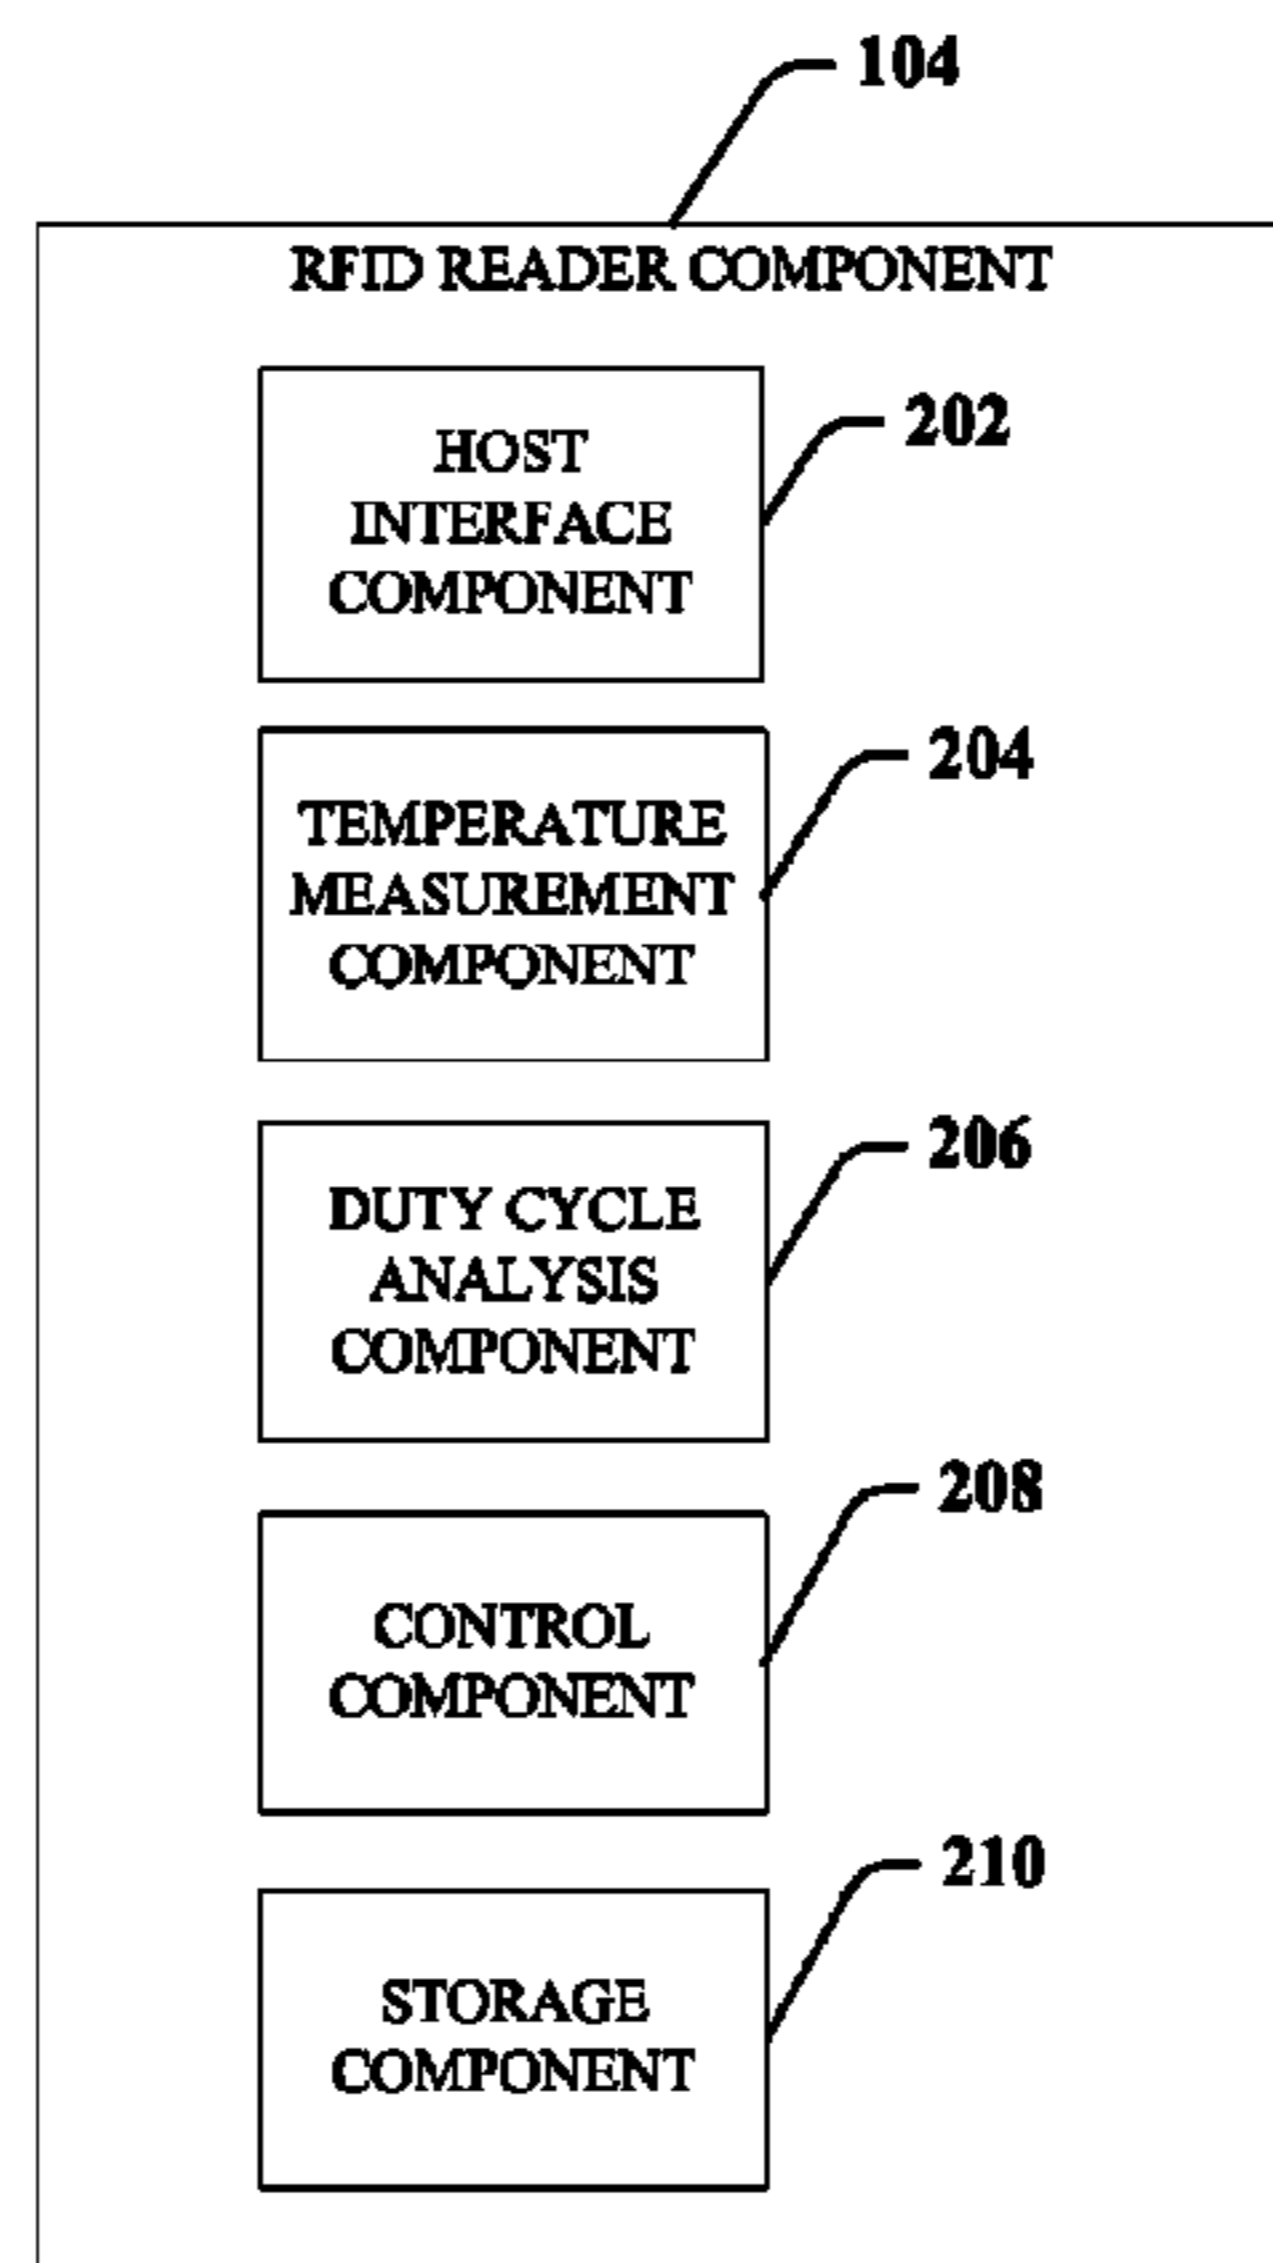 104
RFID READER COMPONENT
HOST
INTERFACE
COMPONENT
202
TEMPERATURE
MEASUREMENT
COMPONENT
204
DUTY CYCLE
ANALYSIS
COMPONENT
206
CONTROL
COMPONENT
208
STORAGE
COMPONENT
210